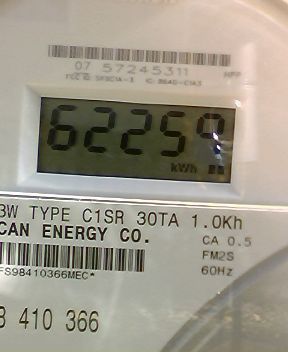 07 57245311
62259
kWh
3W TYPE C1SR 30TA 1.0Kh
CAN ENERGY CO.
CA 0.5
FM2S
60Hz
FS98410366MEC*
8 410 366